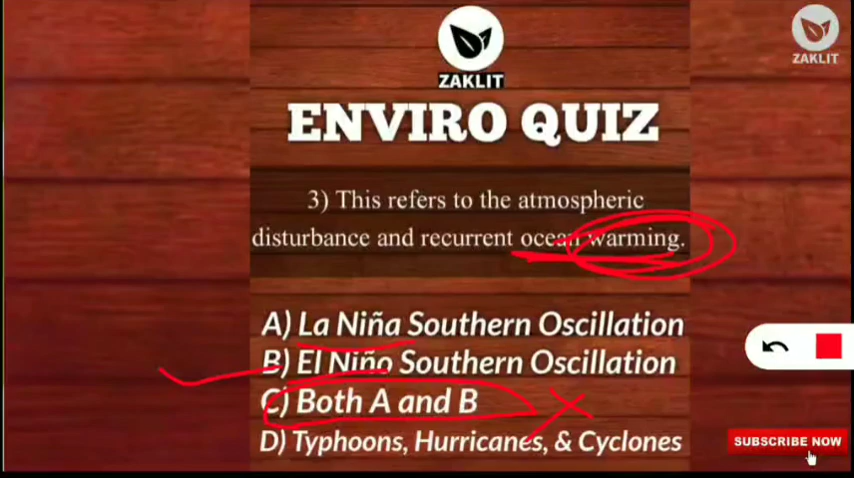 ZAKLIT
ZAKLIT
ENVIRO QUIZ
3) This refers to the atmospheric
disturbance and recurrent ocean warming.
A) La Niña Southern Oscillation
B) El Niño Southern Oscillation
C) Both A and B
D) Typhoons, Hurricanes, & Cyclones
SUBSCRIBE NOW